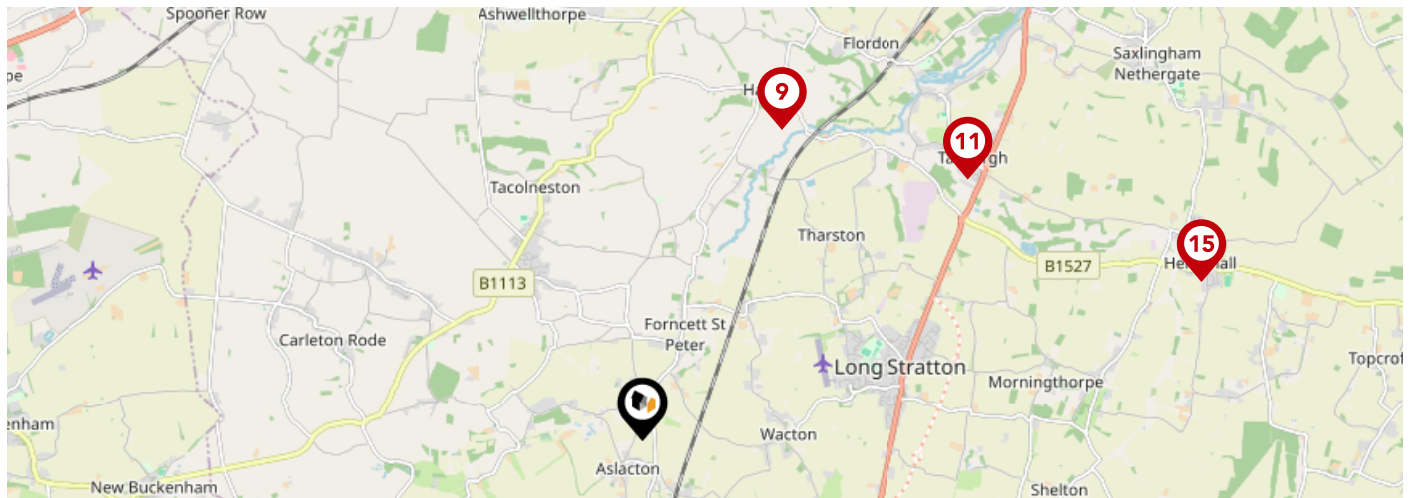 Spooner Row
Ashwellthorpe
Flordon
Saxlingham
Nethergate
9
11
Tacolneston
Tharston
15
B1527
B1113
Forncett St
Peter
Carleton Rode
Long Stratton
Morningthorpe
Wacton
Aslacton
New Buckenham
Shelton